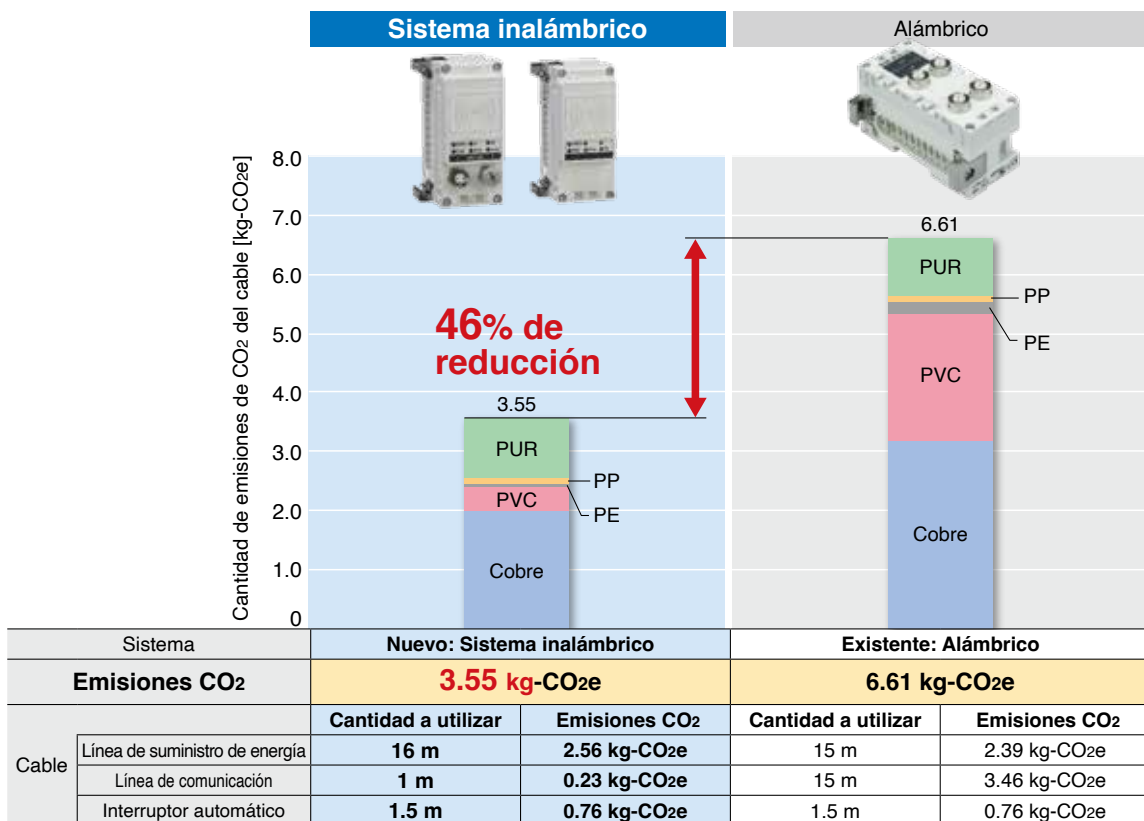 Sistema inalámbrico
Alámbrico
Cantidad de emisiones de CO2 del cable [kg-CO2e]
8.0
7.0
6.0
5.0
4.0
3.0
2.0
1.0
0
46% de
reducción
3.55
PUR
PP
PVC
PE
Cobre
6.61
PUR
PP
PE
PVC
Cobre
Sistema Nuevo: Sistema inalámbrico Existente: Alámbrico
Emisiones CO2 3.55 kg-CO2e 6.61 kg-CO2e
Cantidad a utilizar Emisiones CO2 Cantidad a utilizar Emisiones CO2
Cable
Línea de suministro de energía 16 m 2.56 kg-CO2e 15 m 2.39 kg-CO2e
Línea de comunicación 1 m 0.23 kg-CO2e 15 m 3.46 kg-CO2e
Interruptor automático 1.5 m 0.76 kg-CO2e 1.5 m 0.76 kg-CO2e